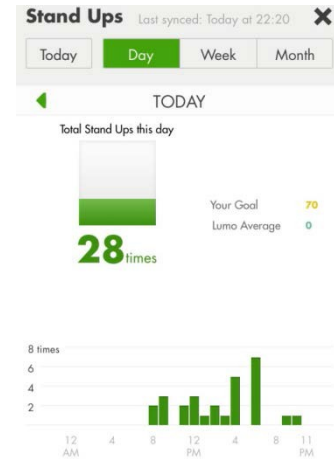 Stand Ups Last synced: Today at 22:20
Today Day Week Month
TODAY
Total Stand Ups this day
Your Goal 70
Lumo Average 0
28 times
8 times
6
4
2
12 AM 4 8 12 PM 4 8 11 PM